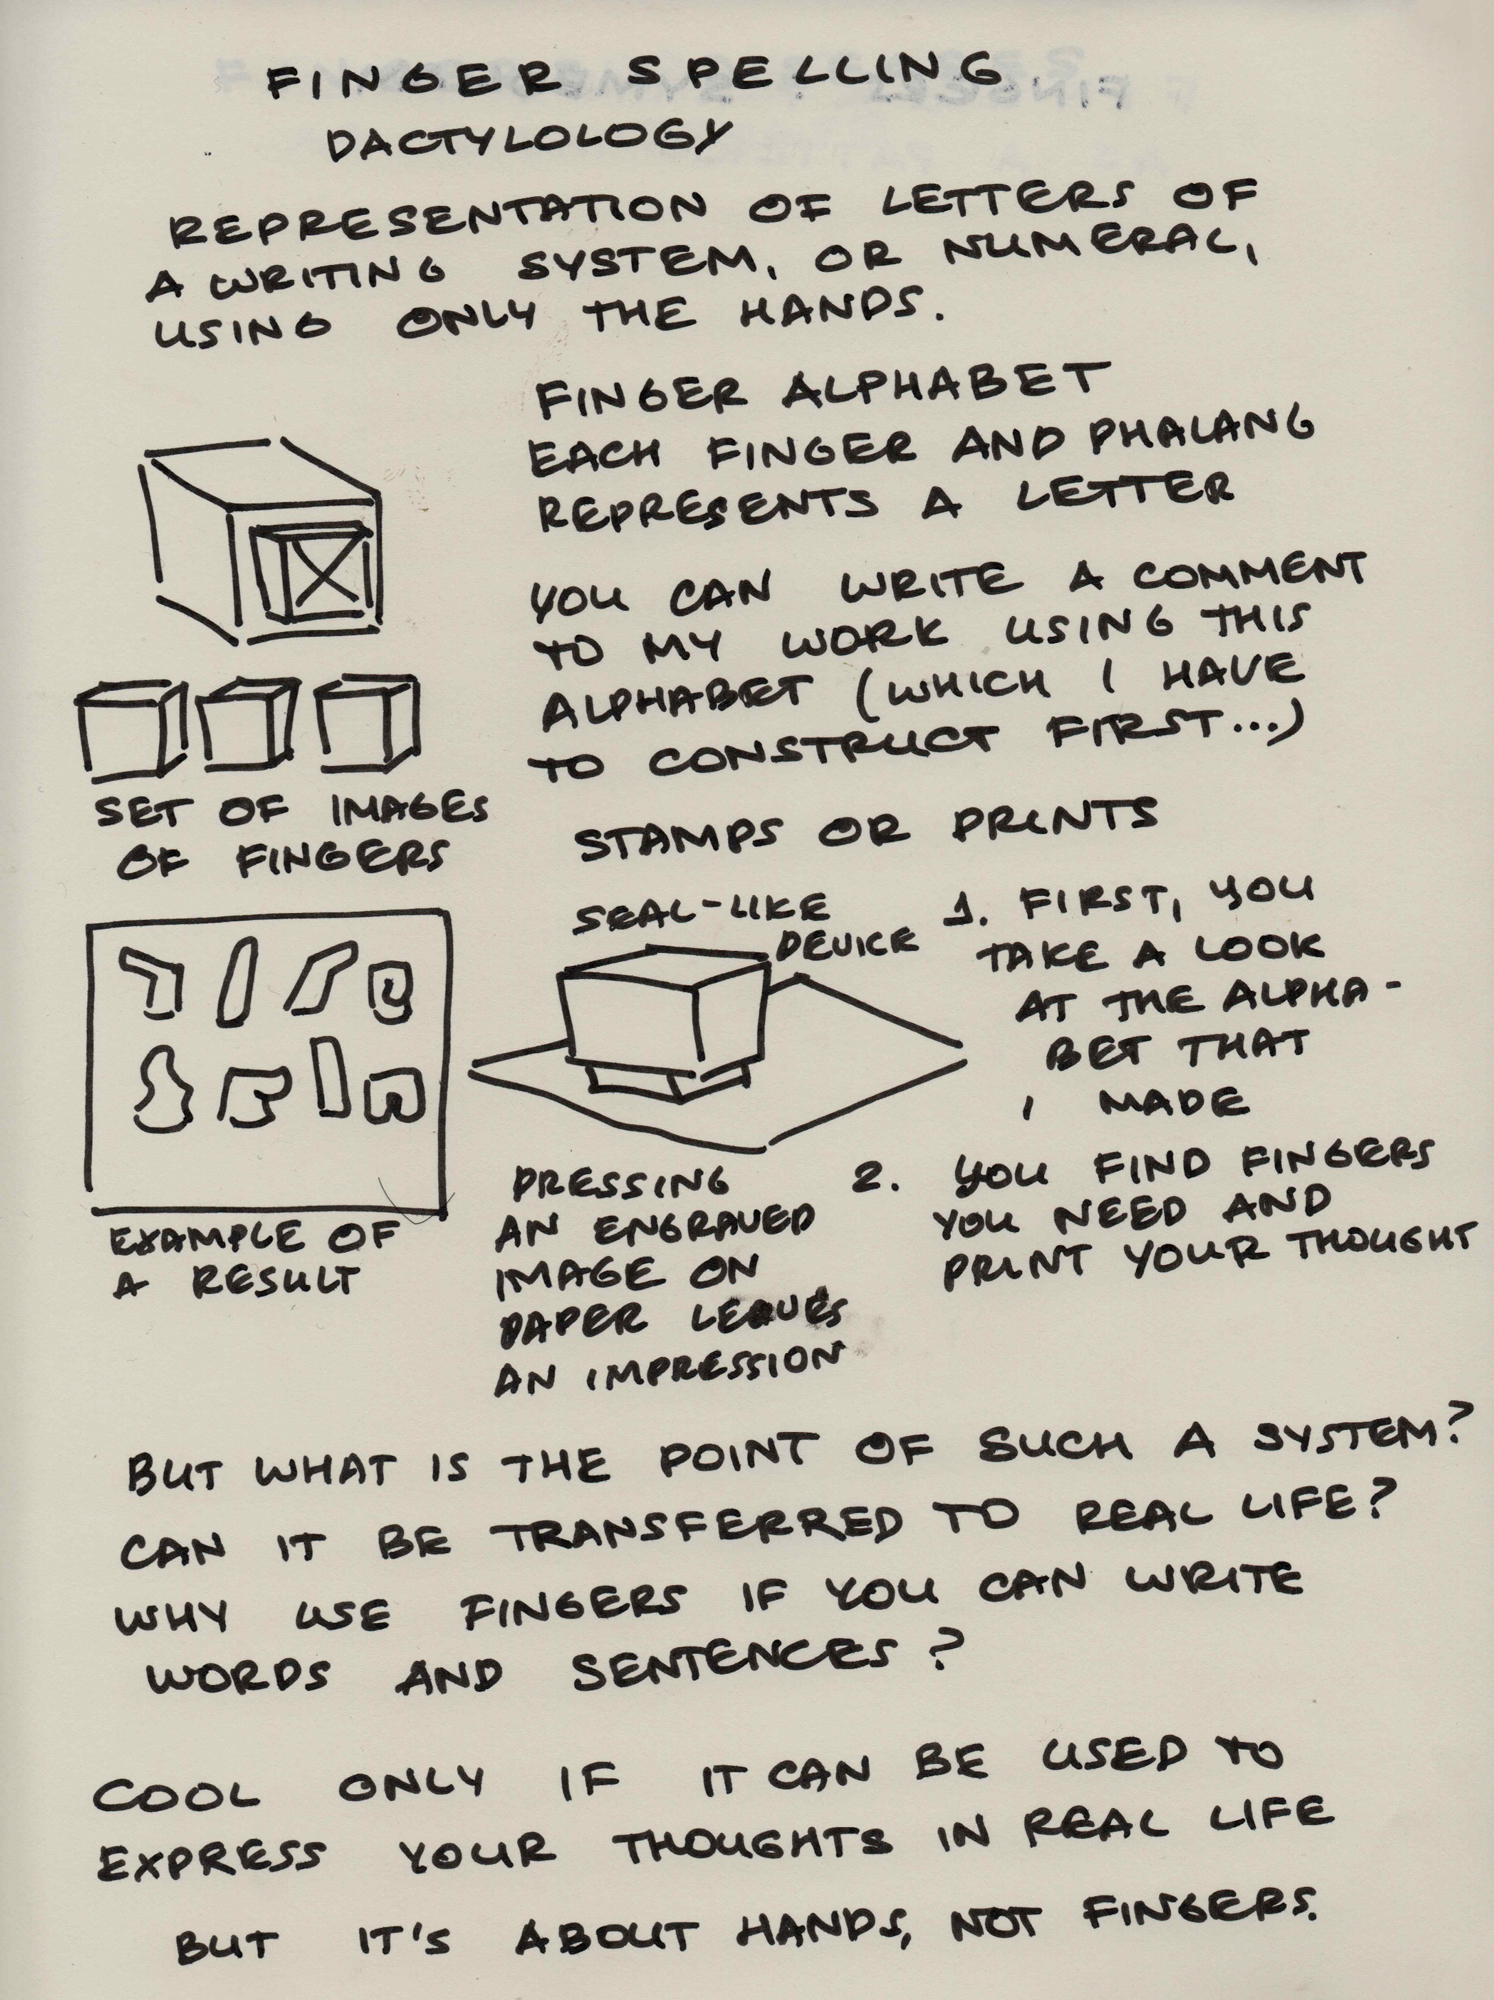 FINGER SPELLING
DACTYLOLOGY
REPRESENTATION OF LETTERS OF
A WRITING SYSTEM, OR NUMERAL,
USING ONLY THE HANDS.
FINGER ALPHABET
EACH FINGER AND PHALANG
REPRESENTS A LETTER
YOU CAN WRITE A COMMENT
TO MY WORK USING THIS
ALPHABET (WHICH I HAVE
TO CONSTRUCT FIRST...)
SET OF IMAGES
OF FINGERS
STAMPS OR PRINTS
SEAL-LIKE
DEVICE
1. FIRST, YOU
TAKE A LOOK
AT THE ALPHA-
BET THAT
I MADE
2. YOU FIND FINGERS
YOU NEED AND
PRINT YOUR THOUGHT
EXAMPLE OF
A RESULT
PRESSING
AN ENGRAVED
IMAGE ON
PAPER LEAVES
AN IMPRESSION
BUT WHAT IS THE POINT OF SUCH A SYSTEM?
CAN IT BE TRANSFERRED TO REAL LIFE?
WHY USE FINGERS IF YOU CAN WRITE
WORDS AND SENTENCES?
COOL ONLY IF IT CAN BE USED TO
EXPRESS YOUR THOUGHTS IN REAL LIFE
BUT IT'S ABOUT HANDS, NOT FINGERS.